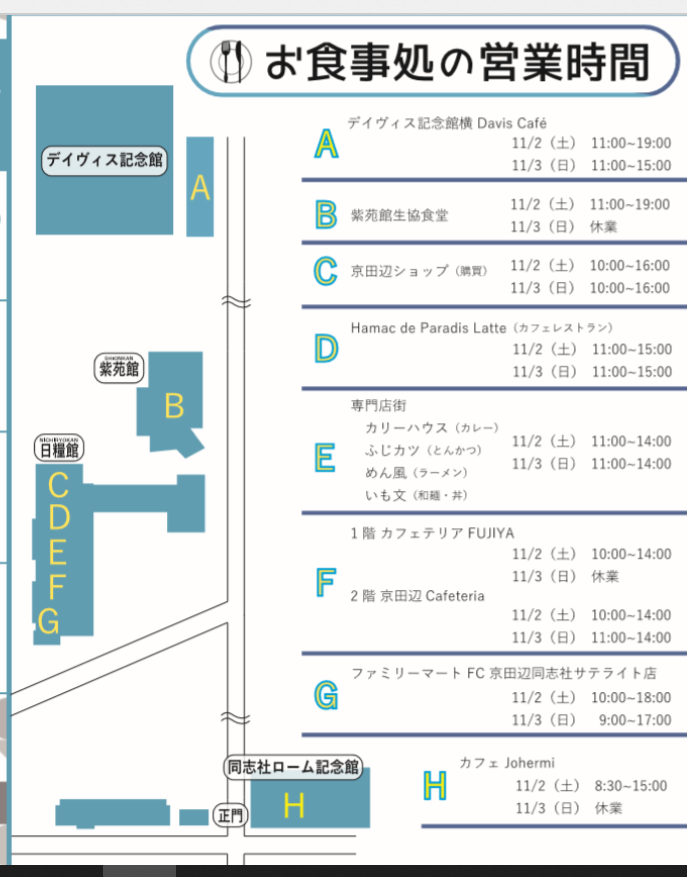 お食事処の営業時間
デイヴィス記念館
A
紫苑館
B
日糧館
C
D
E
F
G
同志社ローム記念館
H
正門
A
デイヴィス記念館横 Davis Café
11/2（土） 11:00~19:00
11/3（日） 11:00~15:00
B
紫苑館生協食堂
11/2（土） 11:00~19:00
11/3（日） 休業
C
京田辺ショップ（購買）
11/2（土） 10:00~16:00
11/3（日） 10:00~16:00
D
Hamac de Paradis Latte（カフェレストラン）
11/2（土） 11:00~15:00
11/3（日） 11:00~15:00
E
専門店街
カリーハウス（カレー）
ふじカツ（とんかつ）
めん風（ラーメン）
いも文（和麺・丼）
11/2（土） 11:00~14:00
11/3（日） 11:00~14:00
F
1階 カフェテリア FUJIYA
11/2（土） 10:00~14:00
11/3（日） 休業
2階 京田辺 Cafeteria
11/2（土） 10:00~14:00
11/3（日） 11:00~14:00
G
ファミリーマート FC 京田辺同志社サテライト店
11/2（土） 10:00~18:00
11/3（日） 9:00~17:00
H
カフェ Johermi
11/2（土） 8:30~15:00
11/3（日） 休業